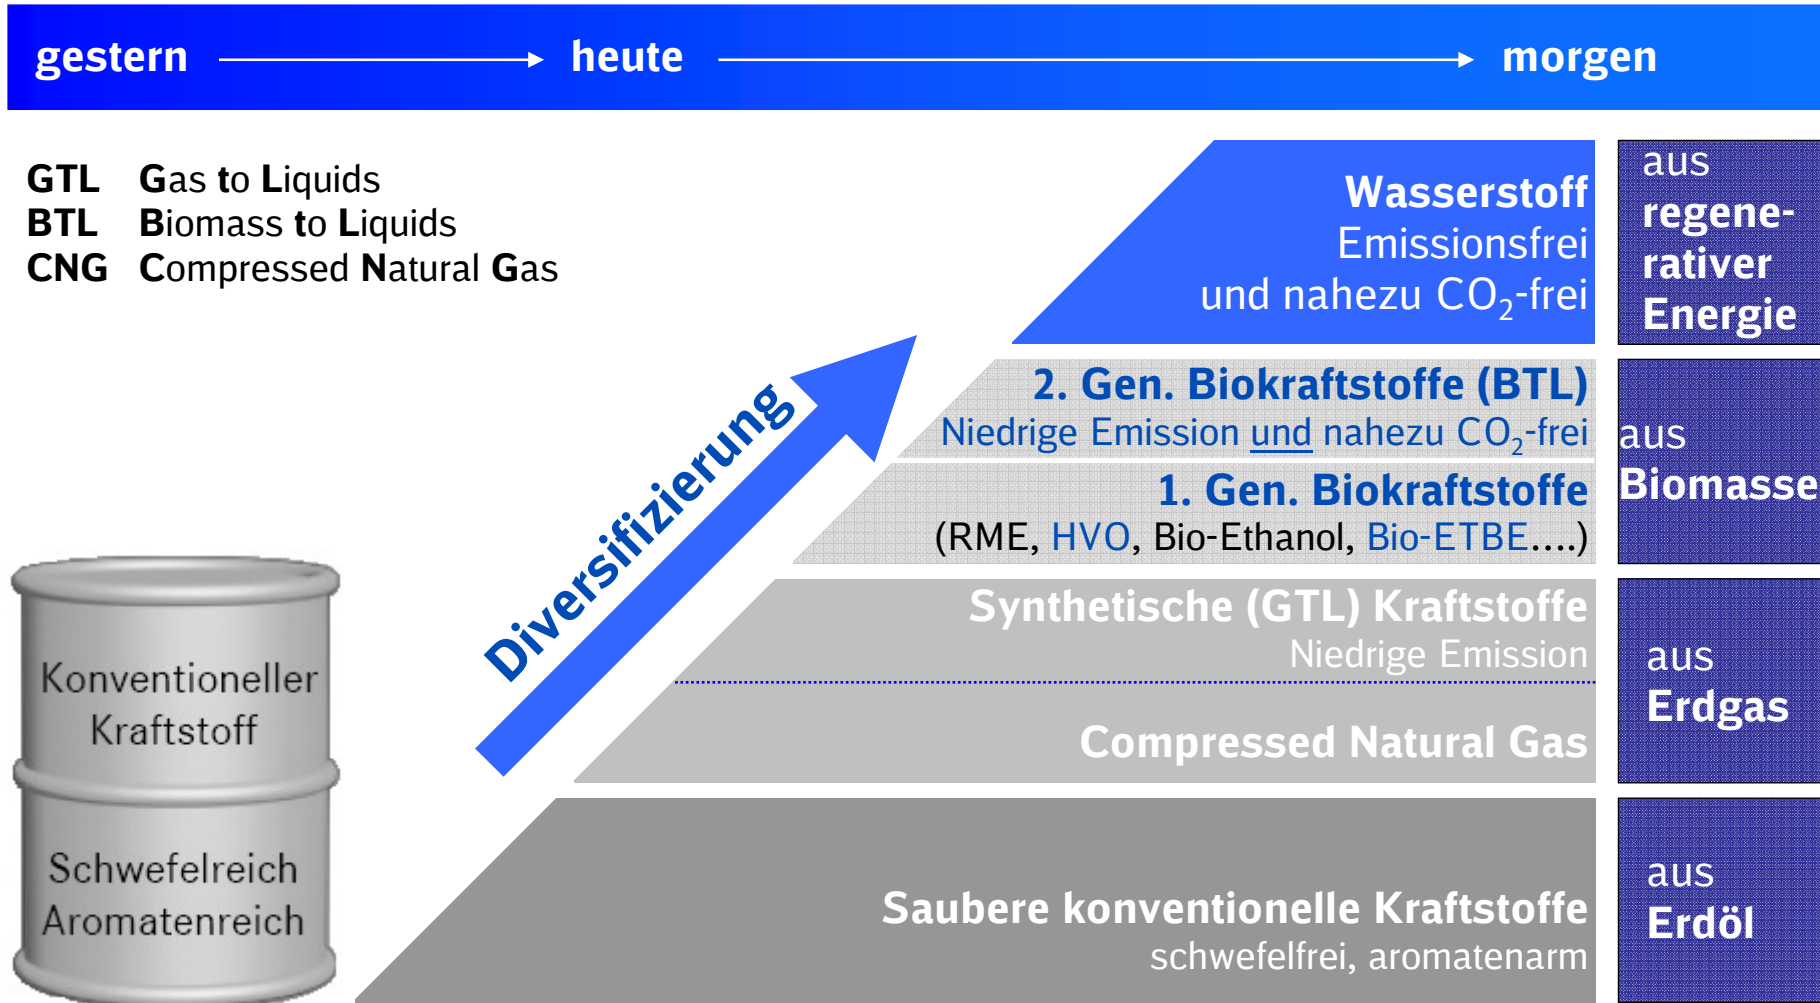 gestern heute morgen
GTL Gas to Liquids
BTL Biomass to Liquids
CNG Compressed Natural Gas
Wasserstoff
Emissionsfrei
und nahezu CO₂-frei
aus
regene-
rativer
Energie
Diversifizierung
2. Gen. Biokraftstoffe (BTL)
Niedrige Emission und nahezu CO₂-frei
1. Gen. Biokraftstoffe
(RME, HVO, Bio-Ethanol, Bio-ETBE....)
aus
Biomasse
Synthetische (GTL) Kraftstoffe
Niedrige Emission
Compressed Natural Gas
aus
Erdgas
Konventioneller
Kraftstoff
Schwefelreich
Aromatenreich
Saubere konventionelle Kraftstoffe
schwefelfrei, aromatenarm
aus
Erdöl